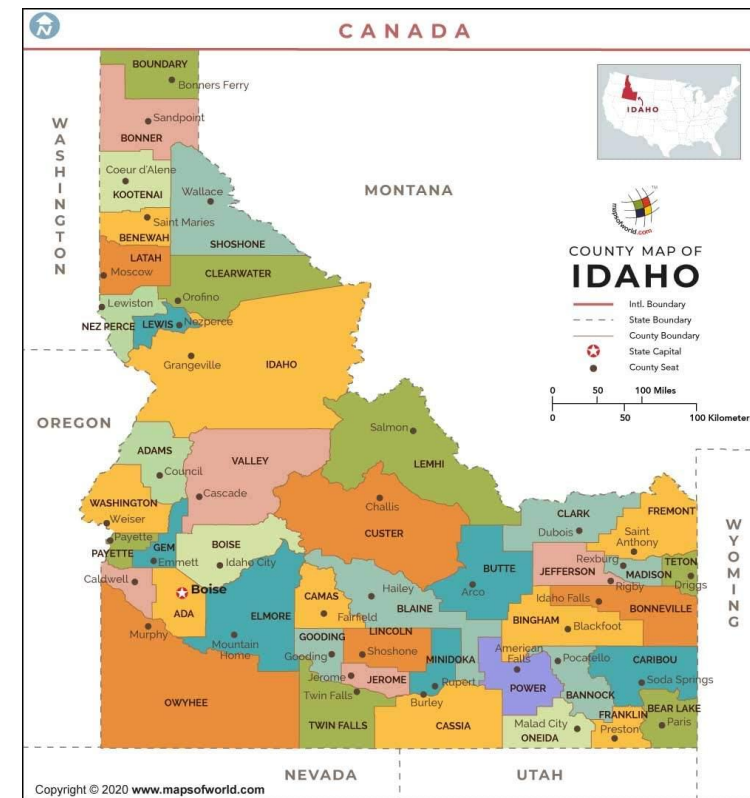 N
CANADA
BOUNDARY
Bonners Ferry
Sandpoint
BONNER
WASHINGTON
Coeur d'Alene
KOOTENAI
Wallace
MONTANA
IDAHO
mapsofworld.com
TM
COUNTY MAP OF
IDAHO
Intl. Boundary
State Boundary
County Boundary
State Capital
County Seat
0 50 100 Miles
0 50 100 Kilometers
Saint Maries
BENEWAH
SHOSHONE
LATAH
Moscow
CLEARWATER
Lewiston
Orofino
NEZ PERCE
LEWIS
Nezperce
Grangeville
IDAHO
OREGON
Salmon
LEMHI
ADAMS
Council
VALLEY
Cascade
WASHINGTON
Weiser
Challis
CUSTER
CLARK
Dubois
FREMONT
Saint
Anthony
WYOMING
Payette
PAYETTE
GEM
Emmett
BOISE
Idaho City
BUTTE
Arco
JEFFERSON
Rexburg
Rigby
MADISON
TETON
Driggs
Caldwell
Boise
ADA
ELMORE
Mountain
Home
CAMAS
Fairfield
Hailey
BLAINE
Idaho Falls
BONNEVILLE
BINGHAM
Blackfoot
Murphy
OWYHEE
GOODING
Gooding
LINCOLN
Shoshone
MINIDOKA
Rupert
American
Falls
POWER
Pocatello
BANNOCK
CARIBOU
Soda Springs
Jerome
JEROME
Twin Falls
TWIN FALLS
Burley
CASSIA
Malad City
ONEIDA
FRANKLIN
Preston
BEAR LAKE
Paris
NEVADA
UTAH
Copyright © 2020 www.mapsofworld.com